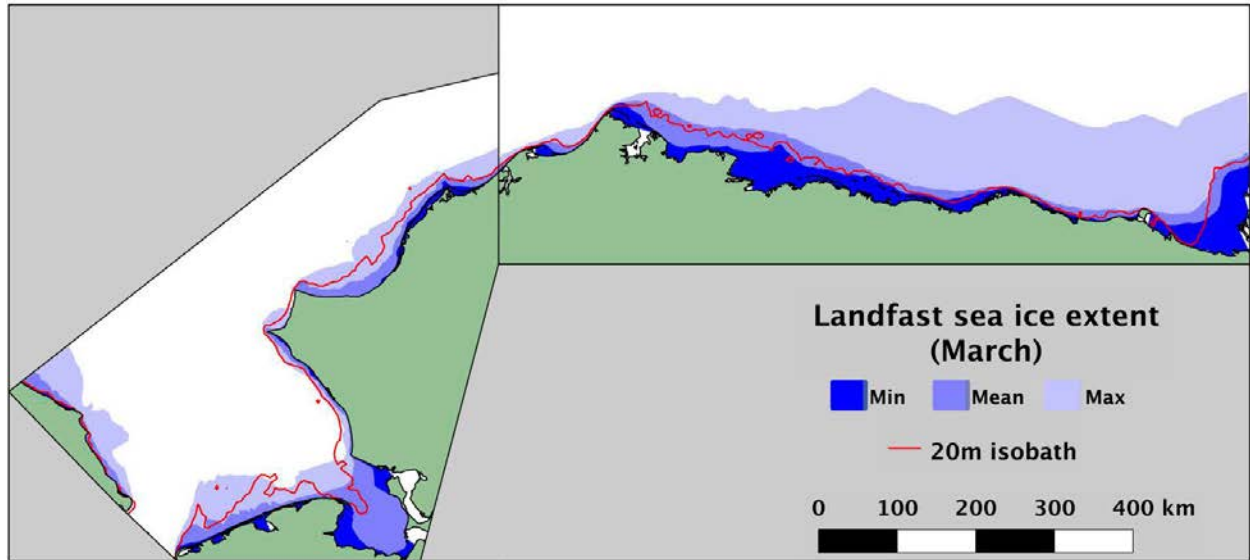 Landfast sea ice extent
(March)
Min Mean Max
20m isobath
0 100 200 300 400 km